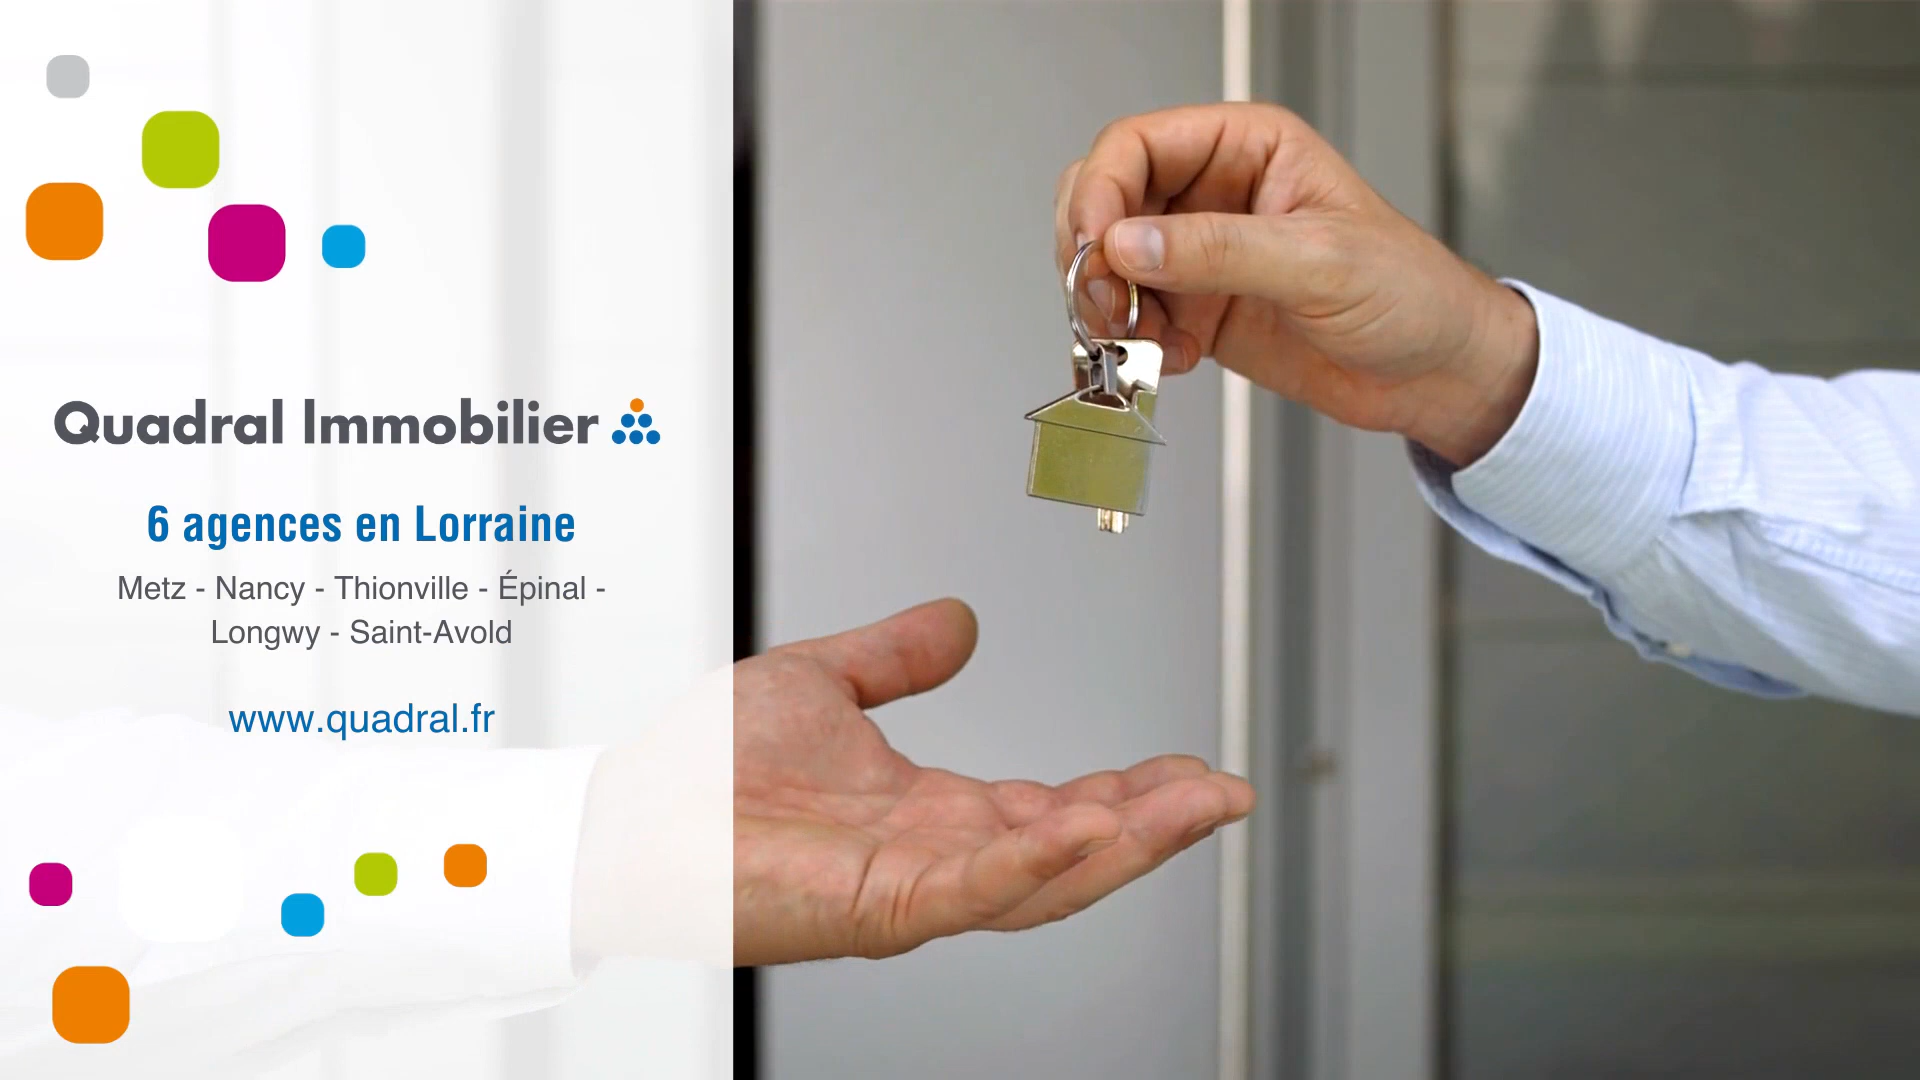 Quadral Immobilier
6 agences en Lorraine
Metz - Nancy - Thionville - Épinal -
Longwy - Saint-Avold
www.quadral.fr